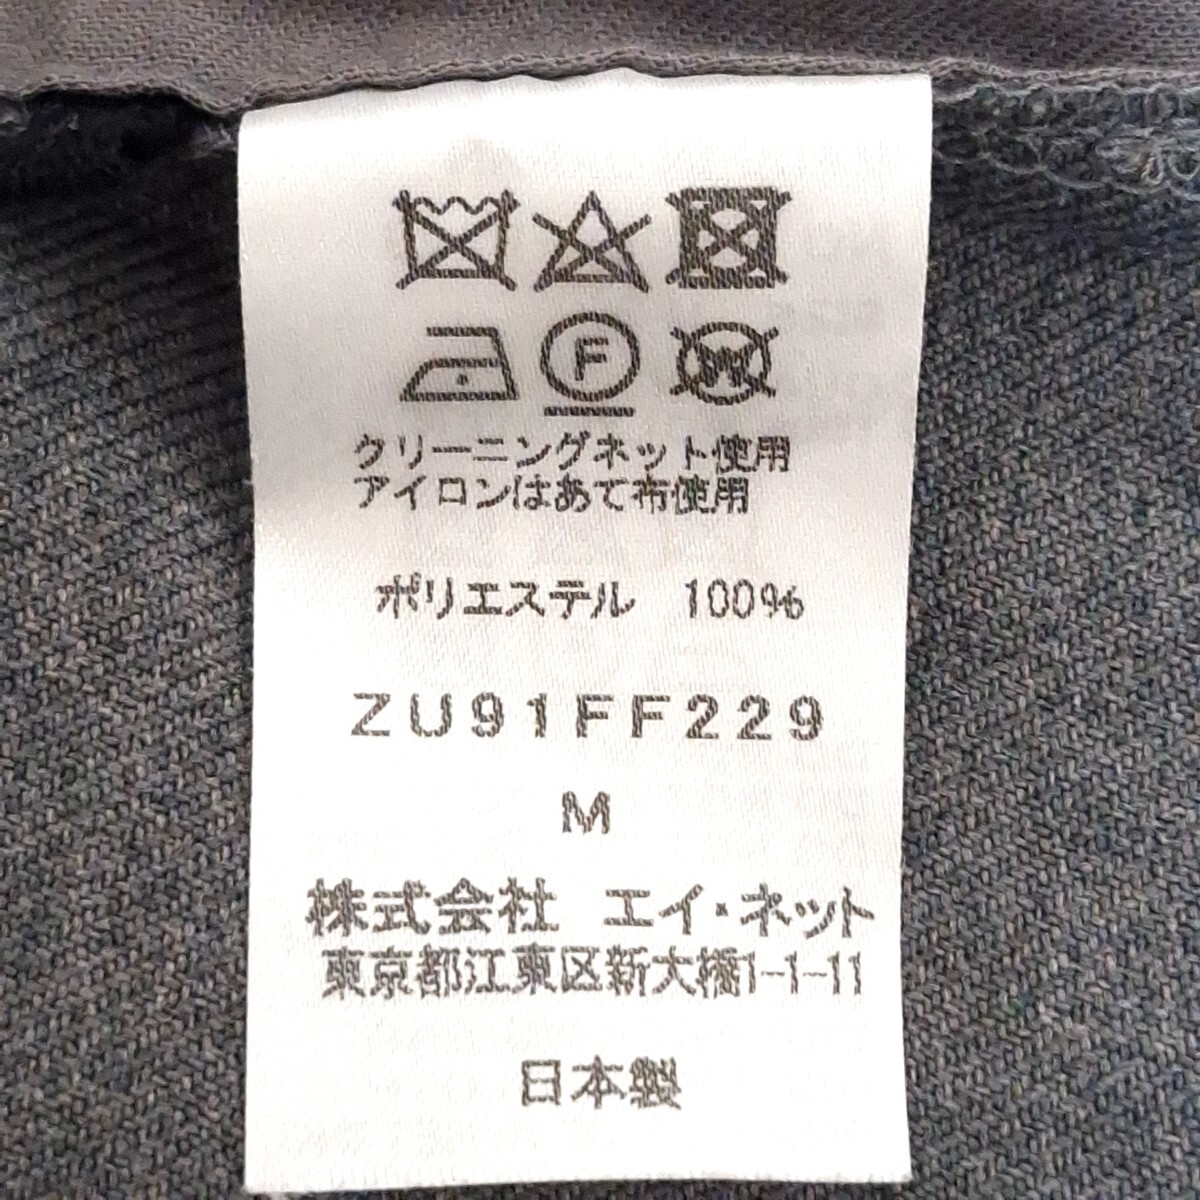 F W
クリーニングネット使用
アイロンはあて布使用
ポリエステル 100%
ZU91FF229
M
株式会社 エイ・ネット
東京都江東区新大橋1-1-11
日本製